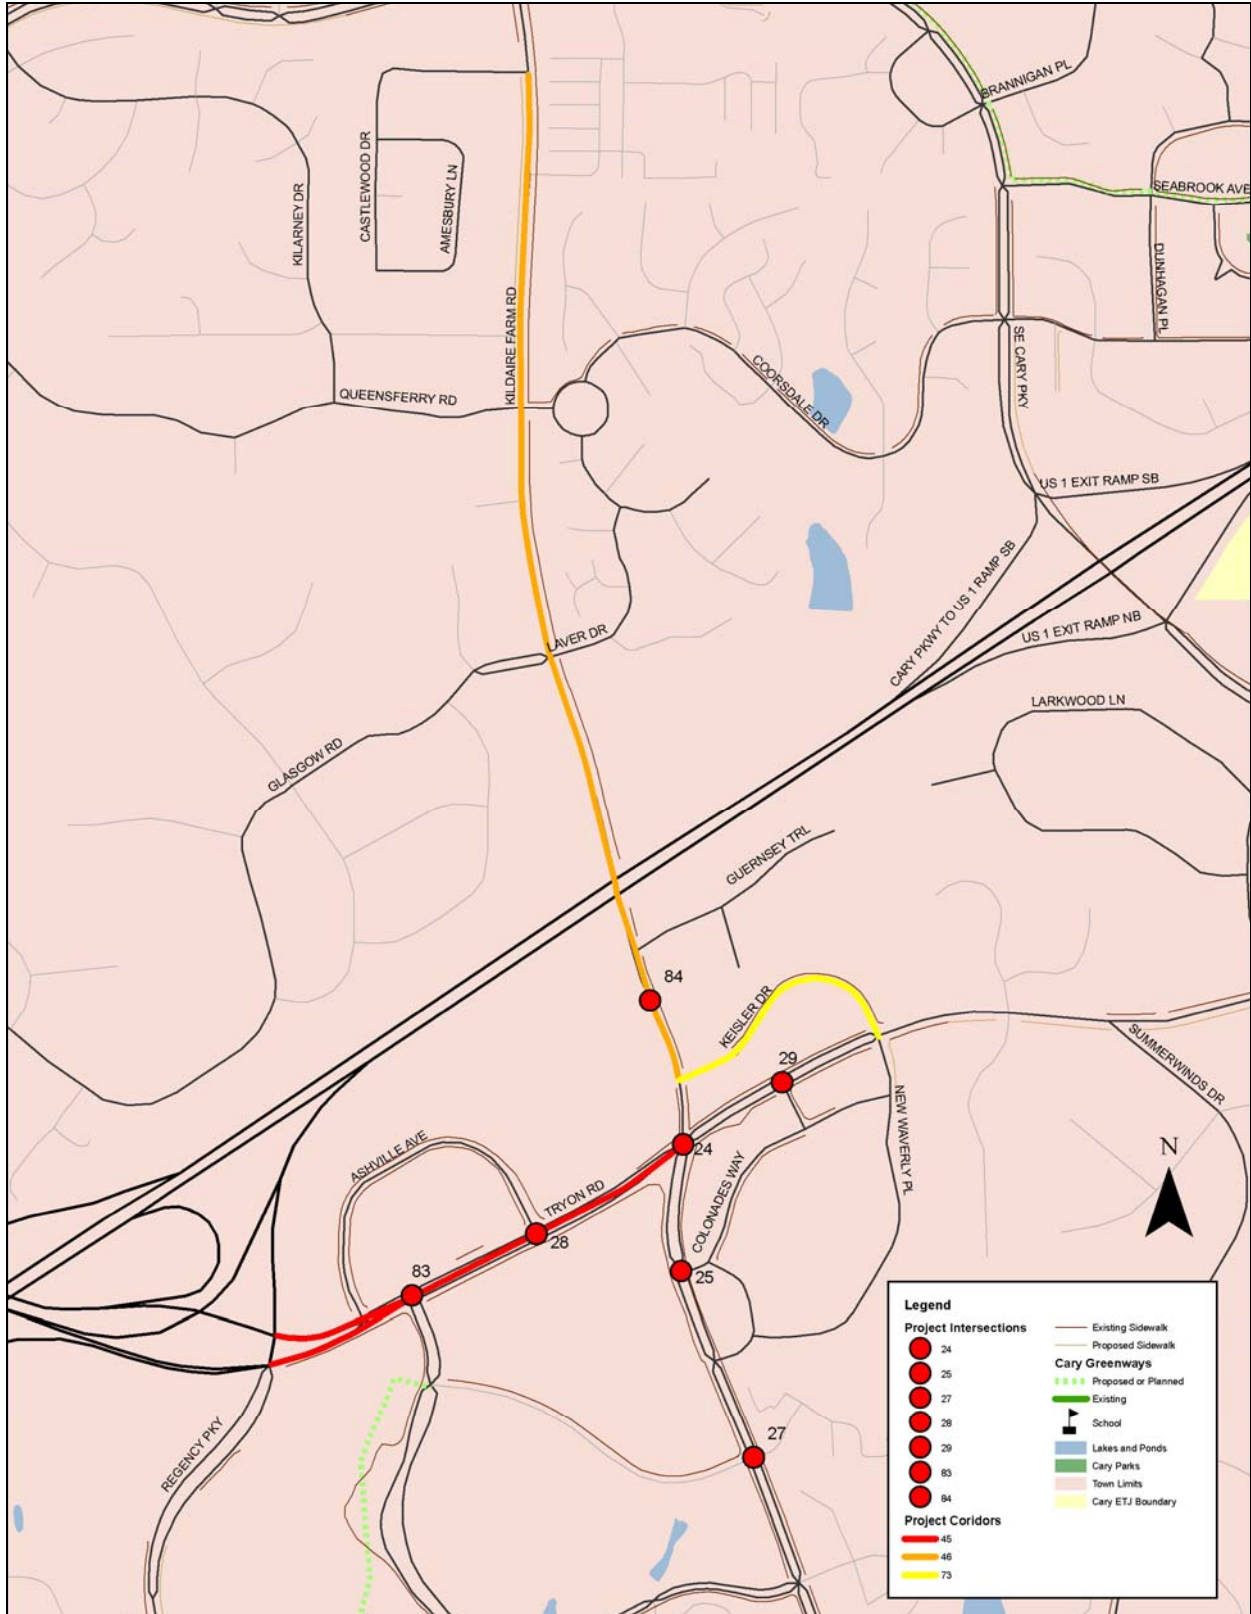 BRANNIGAN PL
CASTLEWOOD DR
AMESBURY LN
KILARNEY DR
SEABROOK AVE
DUNHAGAN PL
KILDAIRE FARM RD
SE CARY PKY
COORSDALE DR
QUEENSFERRY RD
US 1 EXIT RAMP SB
CARY PKWY TO US 1 RAMP SB
US 1 EXIT RAMP NB
LAVER DR
LARKWOOD LN
GLASGOW RD
GUERNSEY TRL
84
KEISLER DR
29
SUMMERWINDS DR
NEW WAVERLY PL
24
ASHVILLE AVE
TRYON RD
COLONADES WAY
N
28
25
83
REGENCY PKY
27
Legend
Project Intersections
24
25
27
28
29
83
84
Project Coridors
45
46
73
Existing Sidewalk
Proposed Sidewalk
Cary Greenways
Proposed or Planned
Existing
School
Lakes and Ponds
Cary Parks
Town Limits
Cary ETJ Boundary